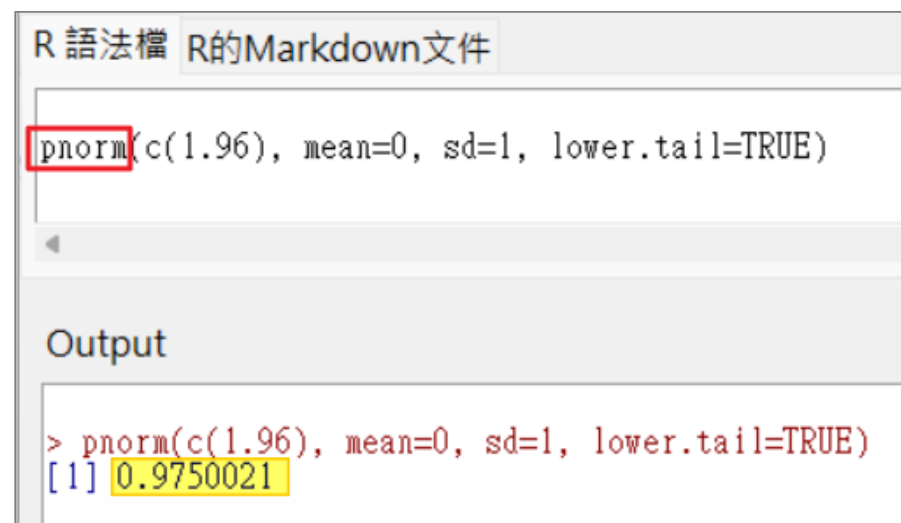 R 語法檔 R的Markdown文件
pnorm(c(1.96), mean=0, sd=1, lower.tail=TRUE)
Output
> pnorm(c(1.96), mean=0, sd=1, lower.tail=TRUE)
[1] 0.9750021